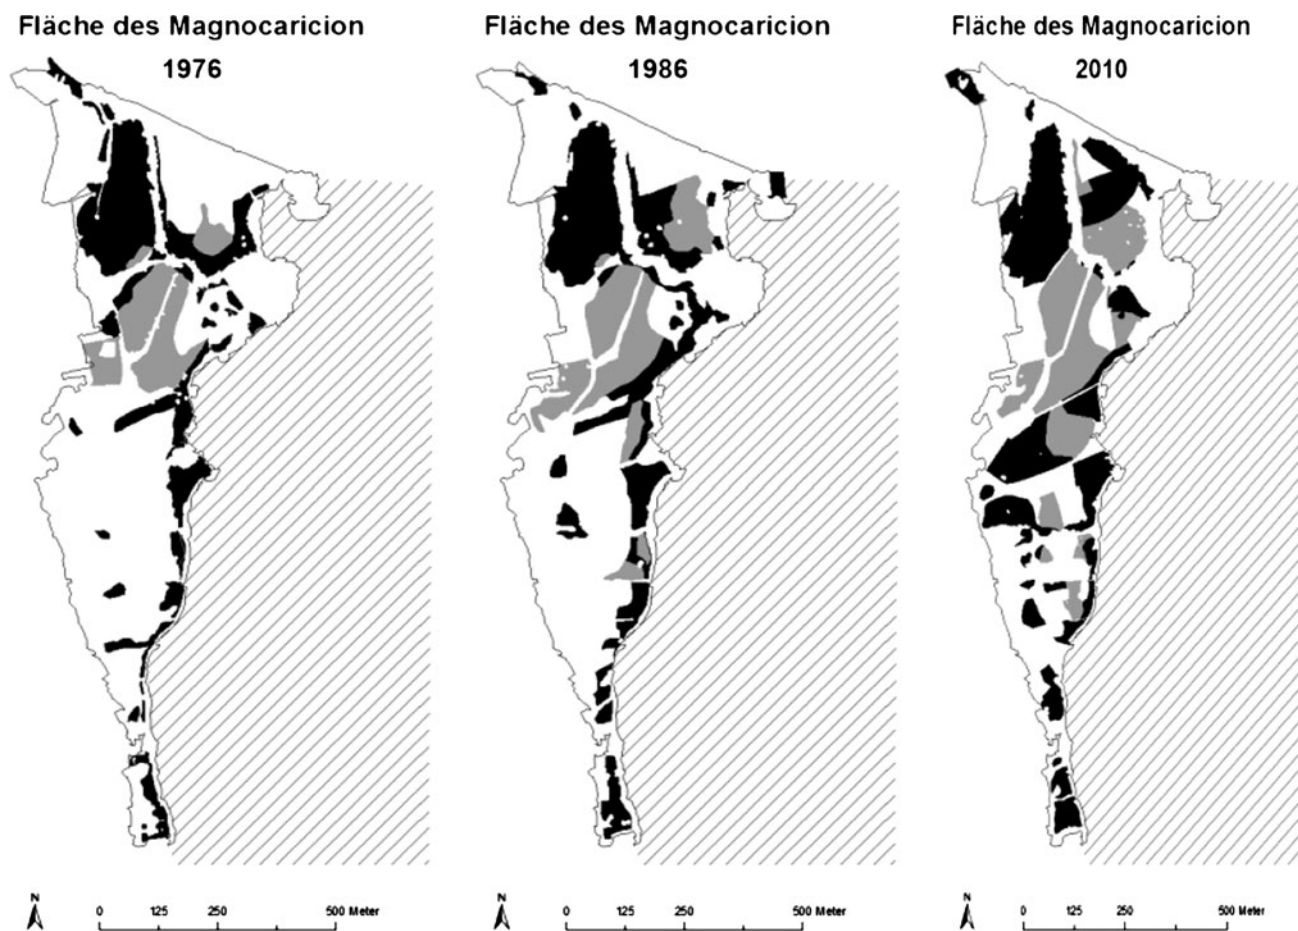 Fläche des Magnocaricion
1976
Fläche des Magnocaricion
1986
Fläche des Magnocaricion
2010
N
0 125 250 500 Meter
N
0 125 250 500 Meter
N
0 125 250 500 Meter